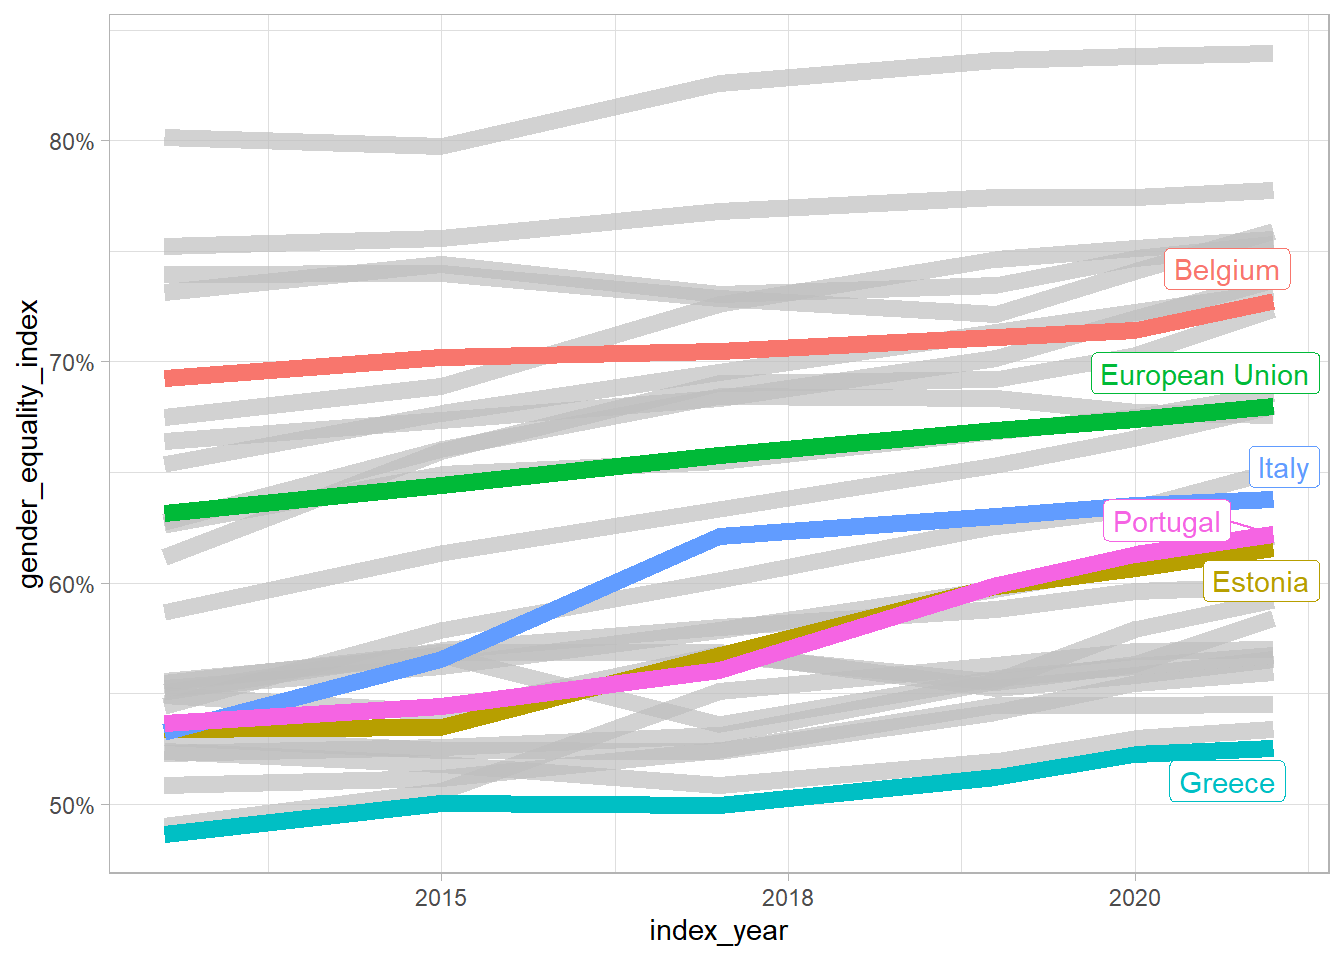 80%
70%
60%
50%
gender_equality_index
Belgium
European Union
Italy
Portugal
Estonia
Greece
2015
2018
2020
index_year